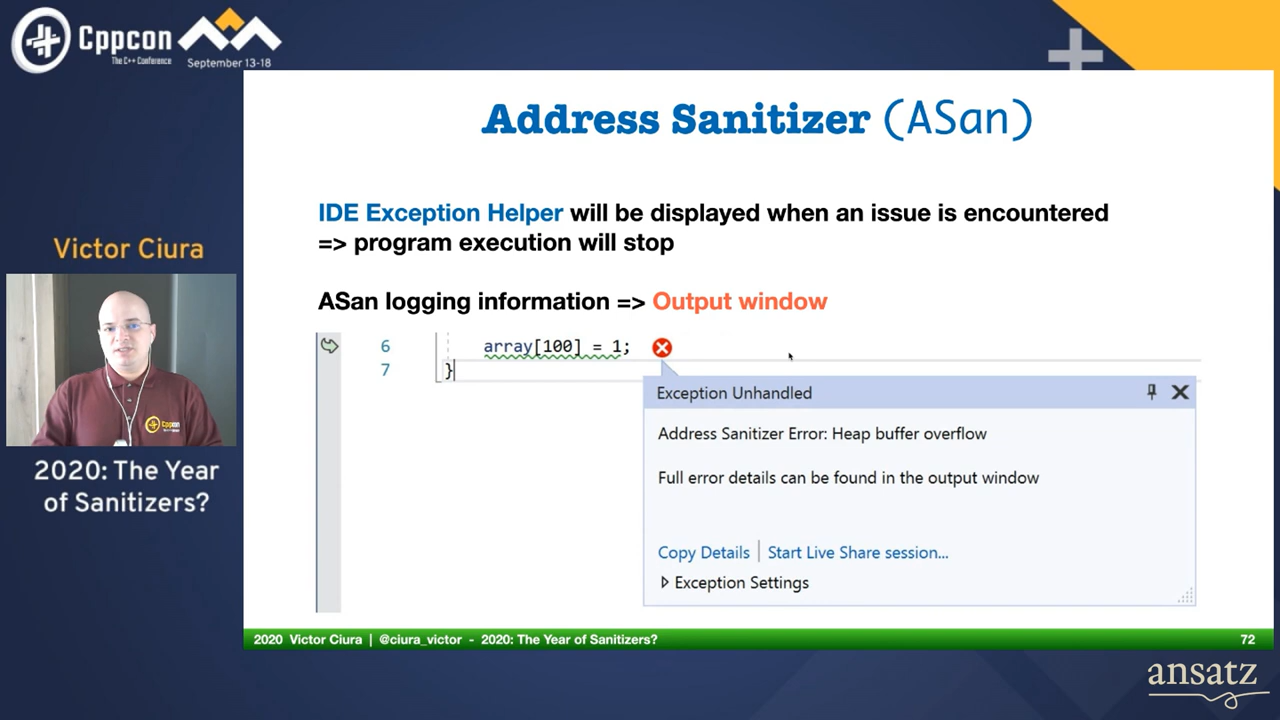 Cppcon
The C++ Conference
September 13-18
Address Sanitizer (ASan)
IDE Exception Helper will be displayed when an issue is encountered
=> program execution will stop
Victor Ciura
ASan logging information => Output window
6 array[100] = 1;
7 }
Exception Unhandled
Address Sanitizer Error: Heap buffer overflow
Full error details can be found in the output window
Copy Details | Start Live Share session...
Exception Settings
Cppcon
2020: The Year
of Sanitizers?
2020 Victor Ciura | @ciura_victor - 2020: The Year of Sanitizers?
72
ansatz